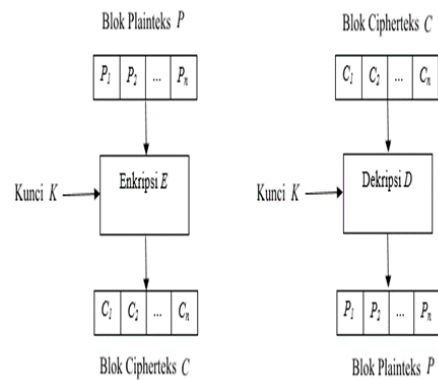 Blok Plainteks P
P1 P2 ... Pn
Kunci K
Enkripsi E
C1 C2 ... Cn
Blok Cipherteks C
Blok Cipherteks C
C1 C2 ... Cn
Kunci K
Dekripsi D
P1 P2 ... Pn
Blok Plainteks P